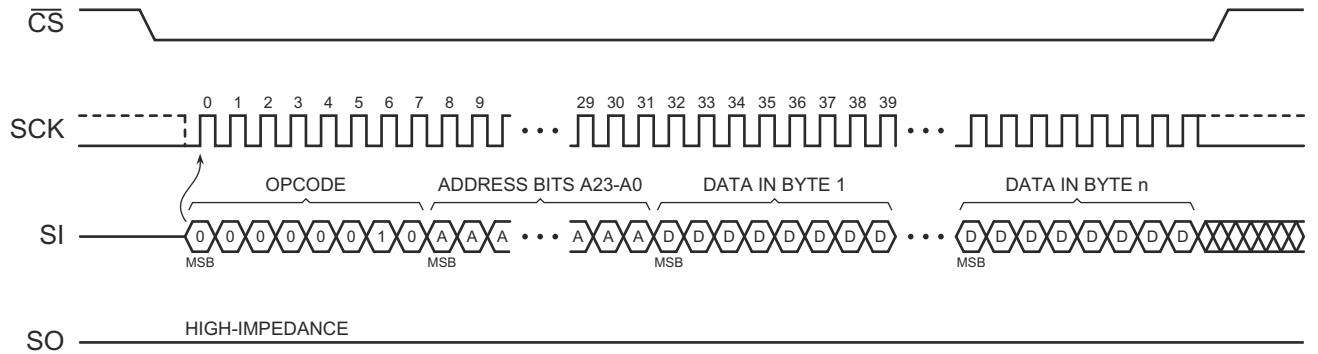 CS
0 1 2 3 4 5 6 7 8 9 29 30 31 32 33 34 35 36 37 38 39
SCK
OPCODE ADDRESS BITS A23-A0 DATA IN BYTE 1 DATA IN BYTE n
SI 0 0 0 0 0 0 1 0 A A A A A A D D D D D D D D D D D D D D D D
MSB MSB MSB MSB
HIGH-IMPEDANCE
SO